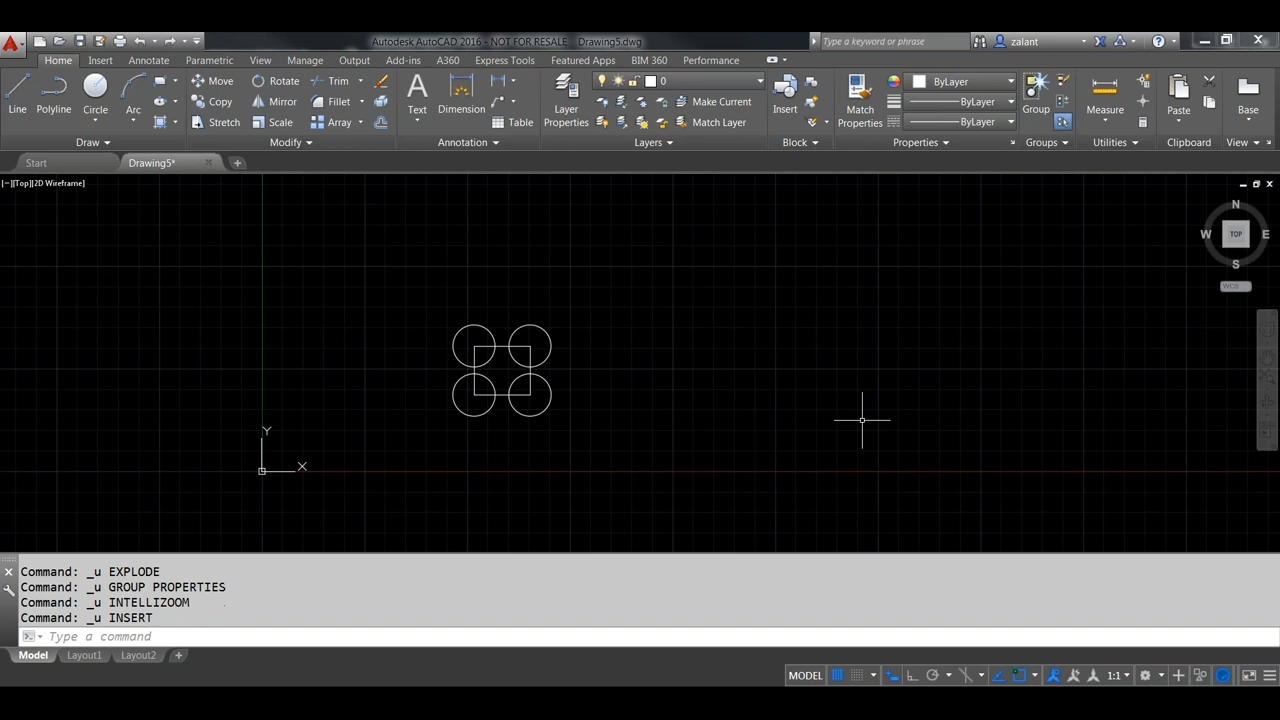 Autodesk AutoCAD 2016 - NOT FOR RESALE Drawing5.dwg
Type a keyword or phrase
zalant
Home Insert Annotate Parametric View Manage Output Add-ins A360 Express Tools Featured Apps BIM 360 Performance
Line
Polyline
Circle
Arc
Move
Rotate
Trim
Copy
Mirror
Fillet
Stretch
Scale
Array
Text
Dimension
Table
Layer
Properties
0
Make Current
Match Layer
Insert
Match
Properties
ByLayer
ByLayer
ByLayer
Group
Measure
Paste
Base
Draw
Modify
Annotation
Layers
Block
Properties
Groups
Utilities
Clipboard
View
Start
Drawing5*
[−][Top][2D Wireframe]
N
W
TOP
E
S
WCS
Y
X
Command: _u EXPLODE
Command: _u GROUP PROPERTIES
Command: _u INTELLIZOOM
Command: _u INSERT
Type a command
Model Layout1 Layout2
MODEL
1:1